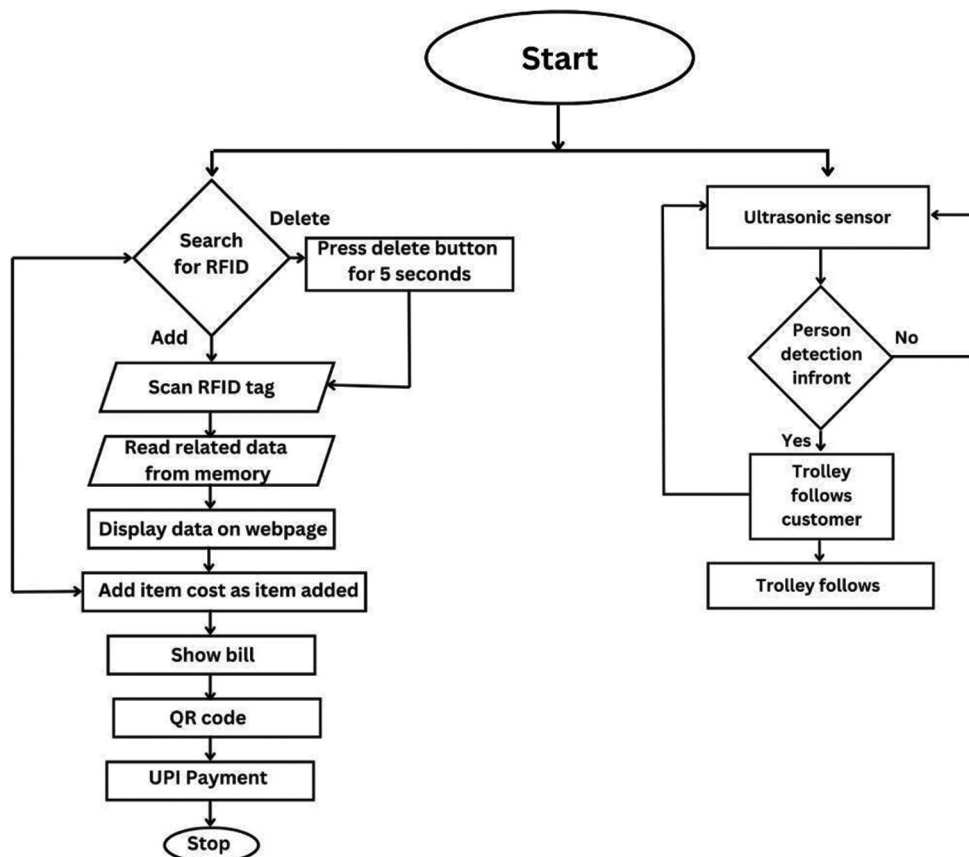 Start
Delete
Search
for RFID
Press delete button
for 5 seconds
Add
Scan RFID tag
Read related data
from memory
Display data on webpage
Add item cost as item added
Show bill
QR code
UPI Payment
Stop
Ultrasonic sensor
Person
detection
infront
No
Yes
Trolley
follows
customer
Trolley follows